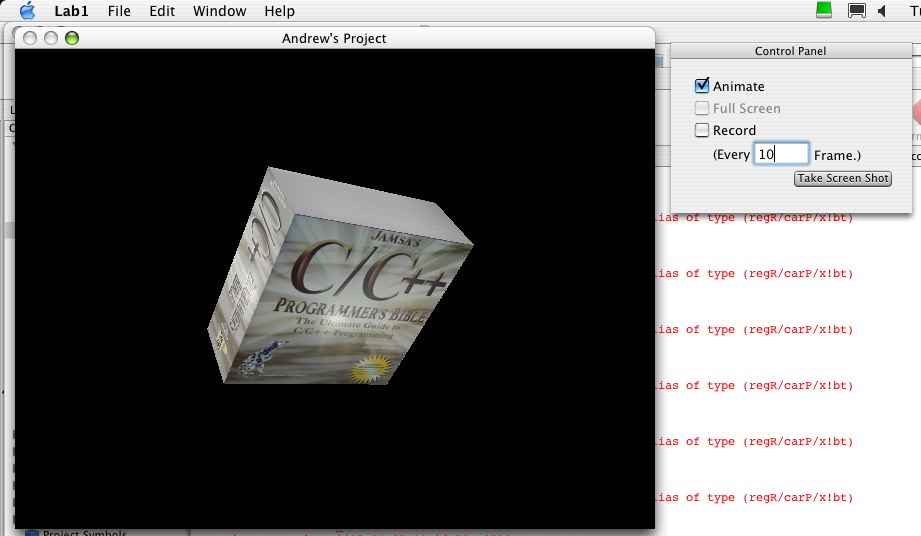 Lab1 File Edit Window Help
Andrew's Project
Control Panel
Animate
Full Screen
Record
(Every 10 Frame.)
Take Screen Shot
C/C++
JAMSA'S
C/C++
PROGRAMMER'S BIBLE
The Ultimate Guide to
C/C++ Programming
ias of type (regR/carP/x!bt)
ias of type (regR/carP/x!bt)
ias of type (regR/carP/x!bt)
ias of type (regR/carP/x!bt)
ias of type (regR/carP/x!bt)
ias of type (regR/carP/x!bt)
Project Symbols